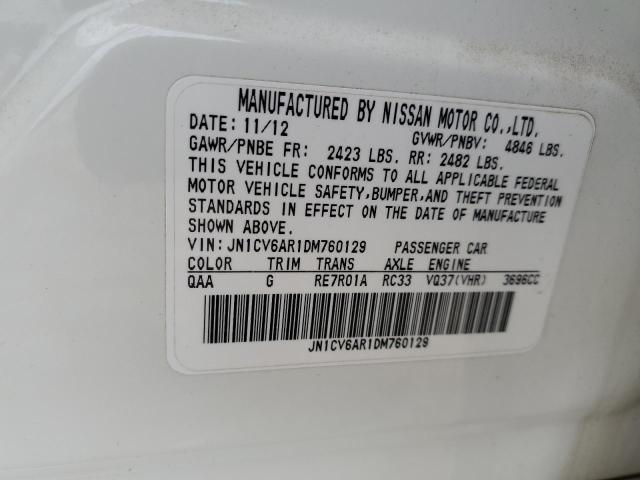 MANUFACTURED BY NISSAN MOTOR CO.,LTD.
DATE: 11/12 GVWR/PNBV: 4846 LBS.
GAWR/PNBE FR: 2423 LBS. RR: 2482 LBS.
THIS VEHICLE CONFORMS TO ALL APPLICABLE FEDERAL
MOTOR VEHICLE SAFETY,BUMPER,AND THEFT PREVENTION
STANDARDS IN EFFECT ON THE DATE OF MANUFACTURE
SHOWN ABOVE.
VIN: JN1CV6AR1DM760129 PASSENGER CAR
COLOR TRIM TRANS AXLE ENGINE
QAA G RE7R01A RC33 VQ37(VHR) 3696CC
JN1CV6AR1DM760129